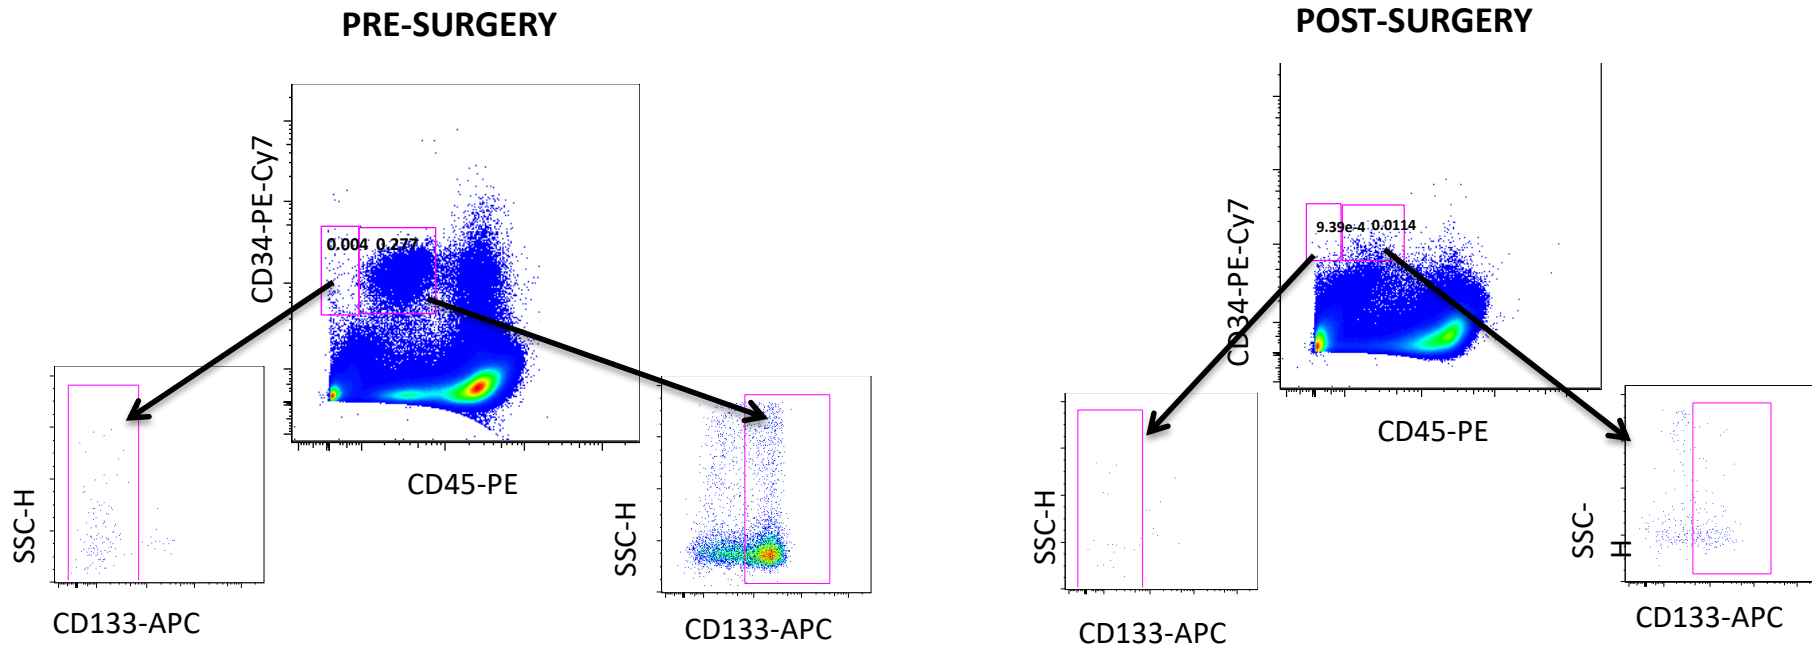 PRE-SURGERY
CD34-PE-Cy7
0.004 0.277
CD45-PE
SSC-H
CD133-APC
SSC-H
CD133-APC
POST-SURGERY
CD34-PE-Cy7
9.39e-4 0.0114
CD45-PE
SSC-H
CD133-APC
SSC-
H
CD133-APC